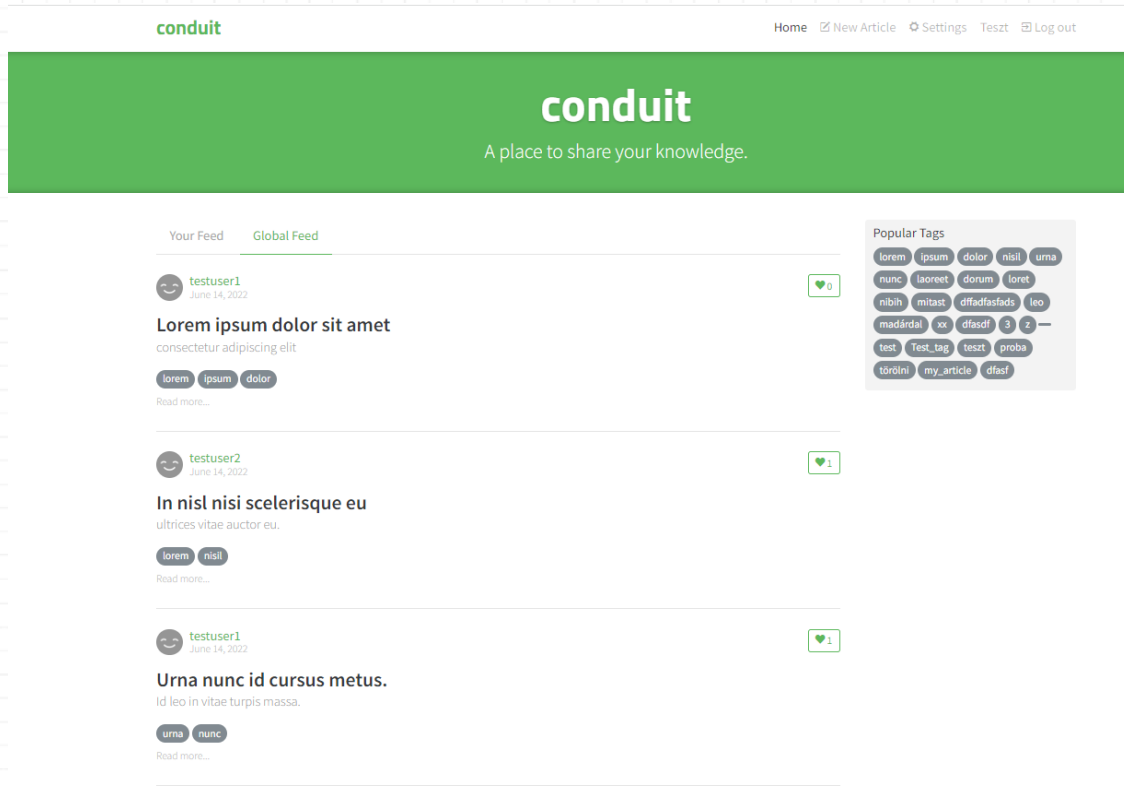 conduit
Home New Article Settings Teszt Log out
conduit
A place to share your knowledge.
Your Feed Global Feed
testuser1
June 14, 2022
0
Lorem ipsum dolor sit amet
consectetur adipiscing elit
lorem ipsum dolor
Read more...
testuser2
June 14, 2022
1
In nisl nisi scelerisque eu
ultrices vitae auctor eu.
lorem nisil
Read more...
testuser1
June 14, 2022
1
Urna nunc id cursus metus.
Id leo in vitae turpis massa.
urna nunc
Read more...
Popular Tags
lorem ipsum dolor nisil urna
nunc laoreet dorum loret
nibih mitast dffadfasfads leo
madárdal xx dfasdf 3 z
test Test_tag teszt proba
törölni my_article dfasf